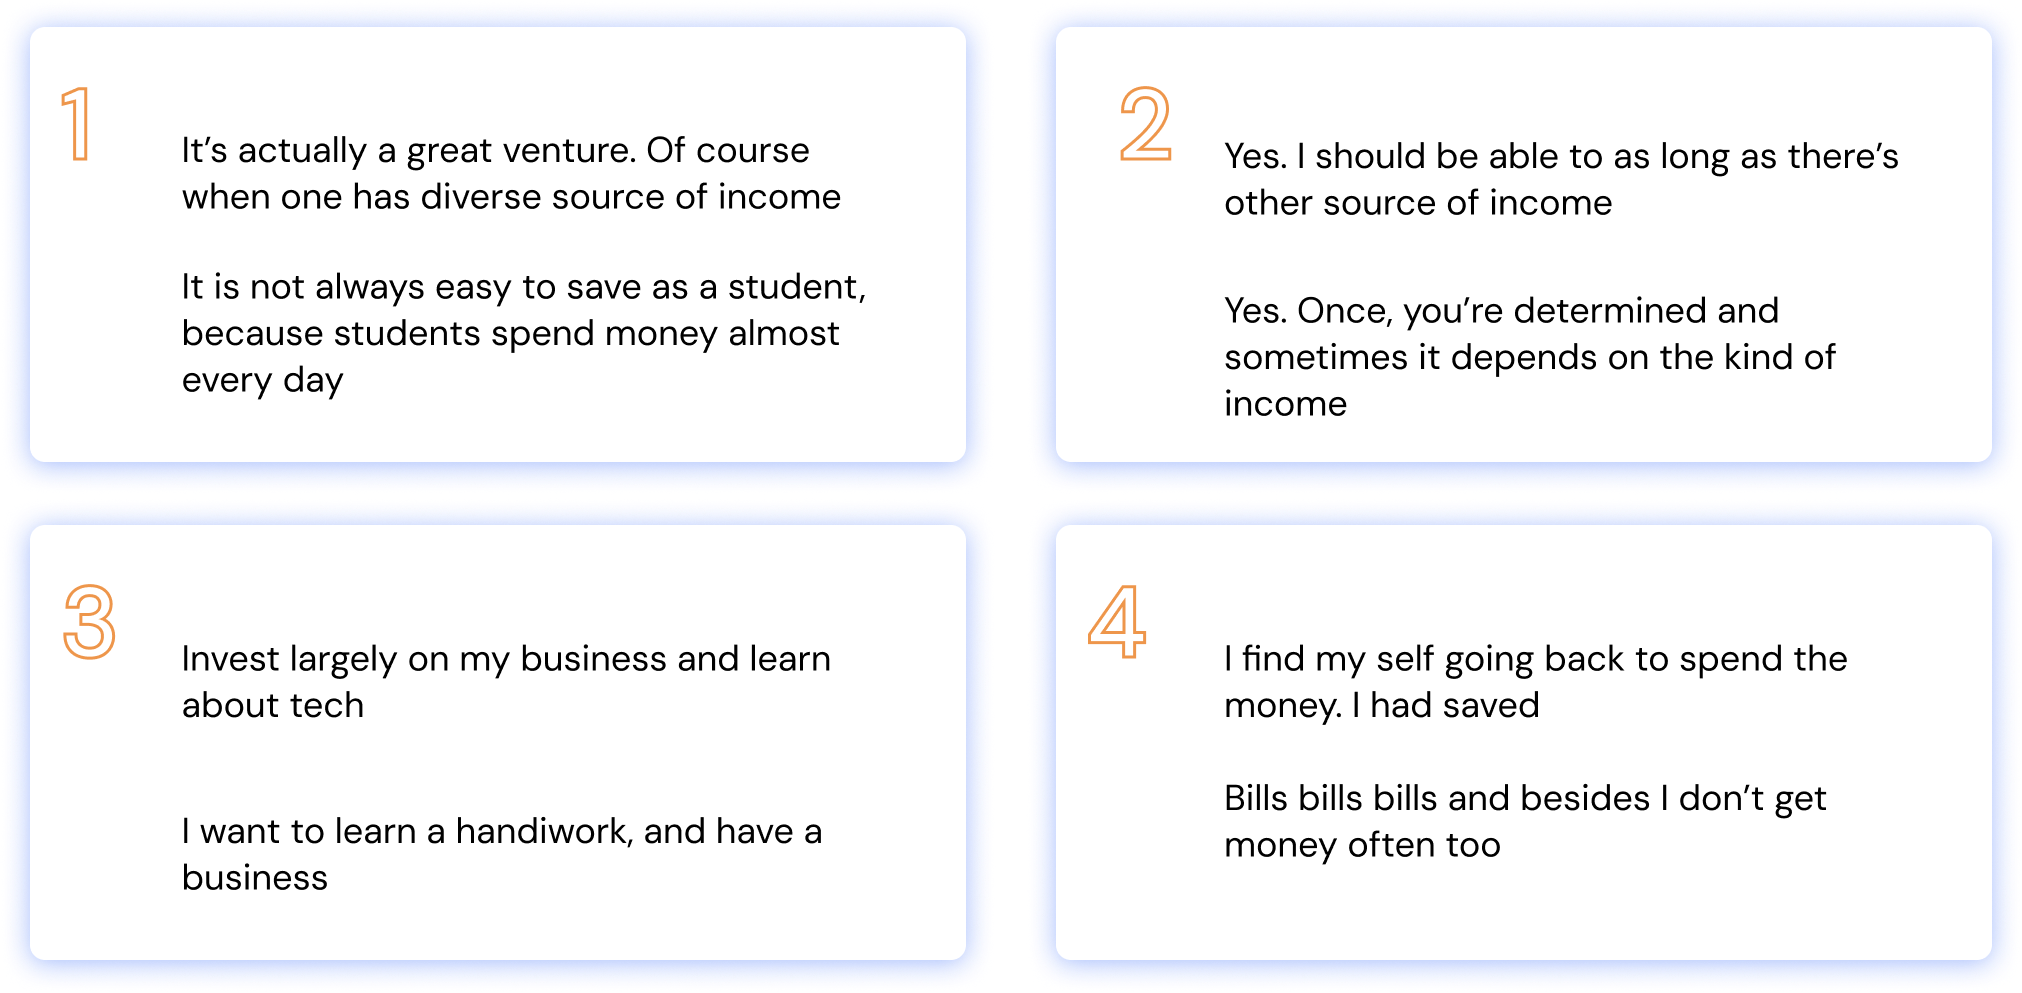 1
It’s actually a great venture. Of course
when one has diverse source of income
It is not always easy to save as a student,
because students spend money almost
every day
2
Yes. I should be able to as long as there’s
other source of income
Yes. Once, you’re determined and
sometimes it depends on the kind of
income
3
Invest largely on my business and learn
about tech
I want to learn a handiwork, and have a
business
4
I find my self going back to spend the
money. I had saved
Bills bills bills and besides I don’t get
money often too